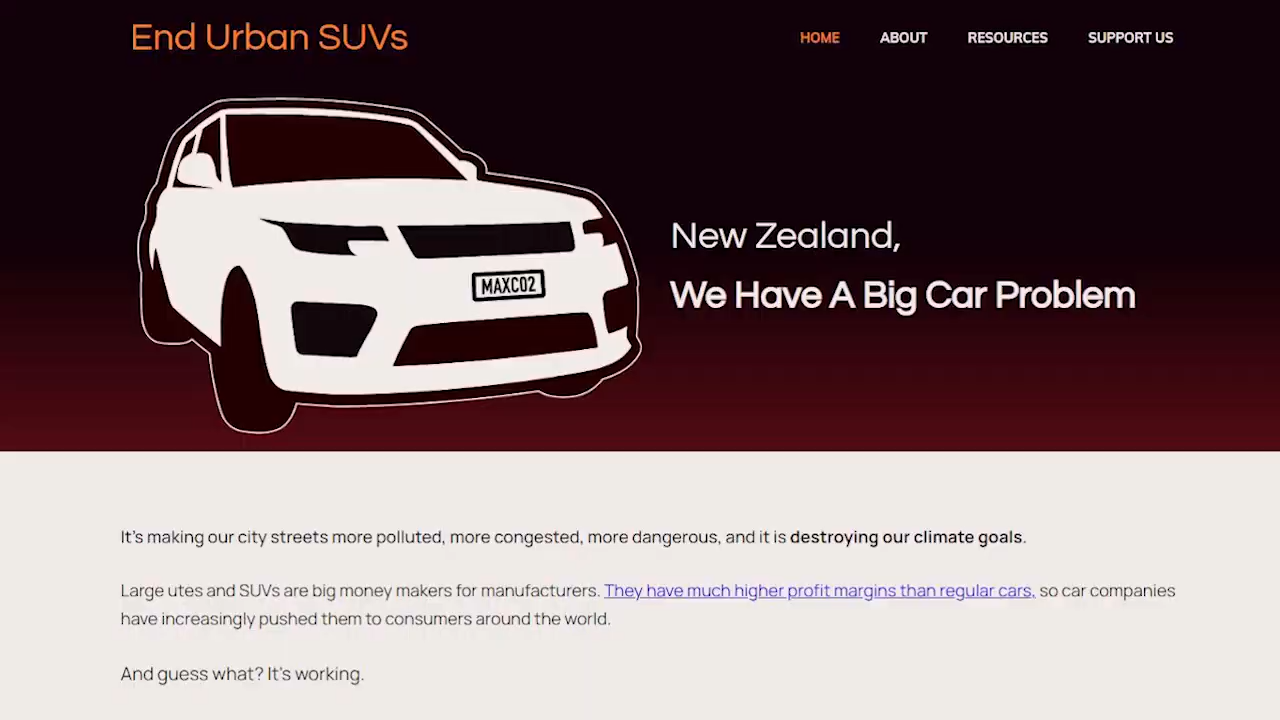 End Urban SUVs
HOME ABOUT RESOURCES SUPPORT US
MAXCO2
New Zealand,
We Have A Big Car Problem
It's making our city streets more polluted, more congested, more dangerous, and it is destroying our climate goals.
Large utes and SUVs are big money makers for manufacturers. They have much higher profit margins than regular cars, so car companies
have increasingly pushed them to consumers around the world.
And guess what? It's working.